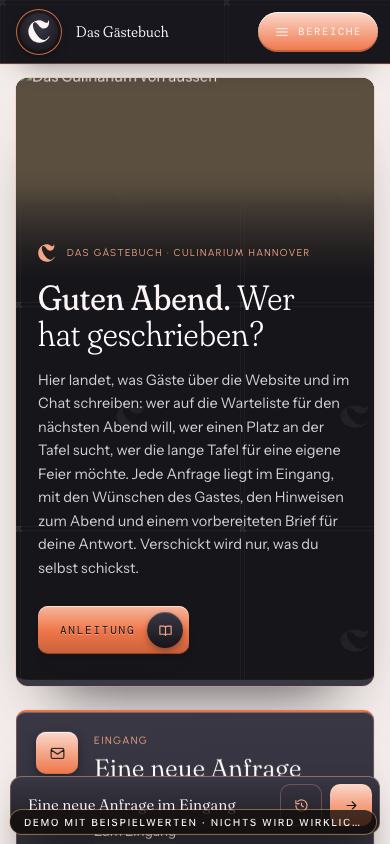 Das Gästebuch
BEREICHE
Das Culinarium von aussen
DAS GÄSTEBUCH · CULINARIUM HANNOVER
Guten Abend. Wer
hat geschrieben?
Hier landet, was Gäste über die Website und im
Chat schreiben: wer auf die Warteliste für den
nächsten Abend will, wer einen Platz an der
Tafel sucht, wer die lange Tafel für eine eigene
Feier möchte. Jede Anfrage liegt im Eingang,
mit den Wünschen des Gastes, den Hinweisen
zum Abend und einem vorbereiteten Brief für
deine Antwort. Verschickt wird nur, was du
selbst schickst.
ANLEITUNG
EINGANG
Eine neue Anfrage
Eine neue Anfrage im Eingang
DEMO MIT BEISPIELWERTEN · NICHTS WIRD WIRKLIC…
Zum Eingang